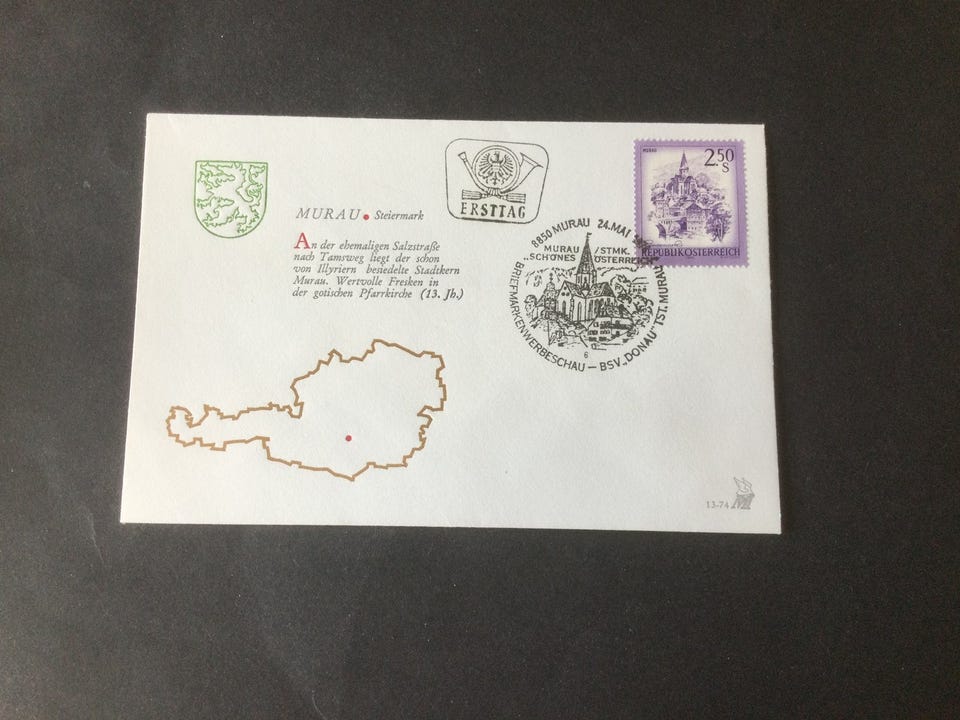 MURAU • Steiermark
An der ehemaligen Salzstraße
nach Tamsweg liegt der schon
von Illyriern besiedelte Stadtkern
Murau. Wertvolle Fresken in
der gotischen Pfarrkirche (13. Jh.)
ERSTTAG
8850 MURAU 24.MAI
MURAU /STMK.
„SCHÖNES ÖSTERREICH"
BRIEFMARKENWERBESCHAU — BSV„DONAU" TST. MURAU
6
MURAU
2.50
S
REPUBLIK ÖSTERREICH
13-74